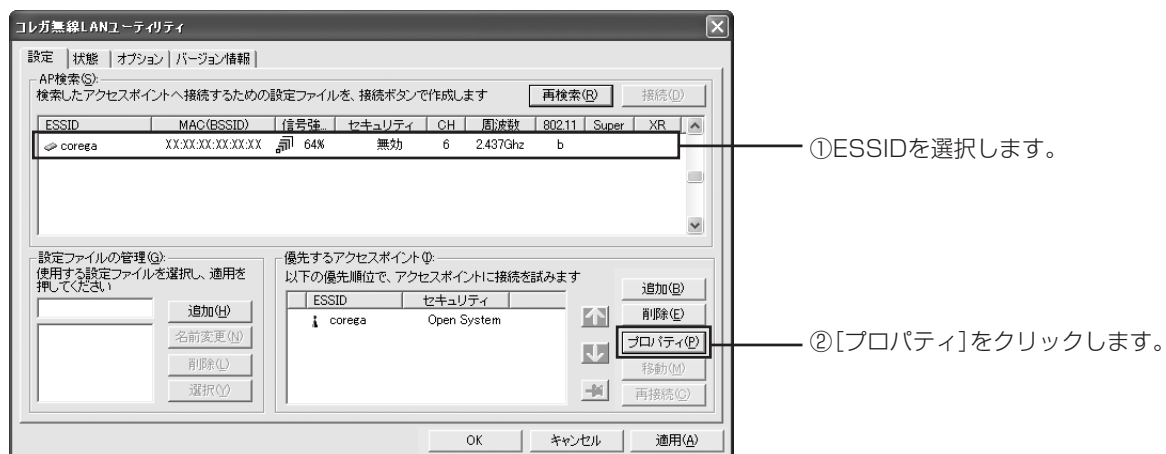 コレガ無線LANユーティリティ
設定 状態 オプション バージョン情報
AP検索(S):
検索したアクセスポイントへ接続するための設定ファイルを、接続ボタンで作成します 再検索(R) 接続(D)
ESSID MAC(BSSID) 信号強... セキュリティ CH 周波数 802.11 Super XR
corega XX:XX:XX:XX:XX:XX 64% 無効 6 2.437Ghz b
①ESSIDを選択します。
設定ファイルの管理(G):
使用する設定ファイルを選択し、適用を
押してください
追加(H)
名前変更(N)
削除(L)
選択(Y)
優先するアクセスポイント(I):
以下の優先順位で、アクセスポイントに接続を試みます
ESSID セキュリティ
corega Open System
追加(B)
削除(E)
プロパティ(P)
移動(M)
再接続(C)
②[プロパティ]をクリックします。
OK キャンセル 適用(A)